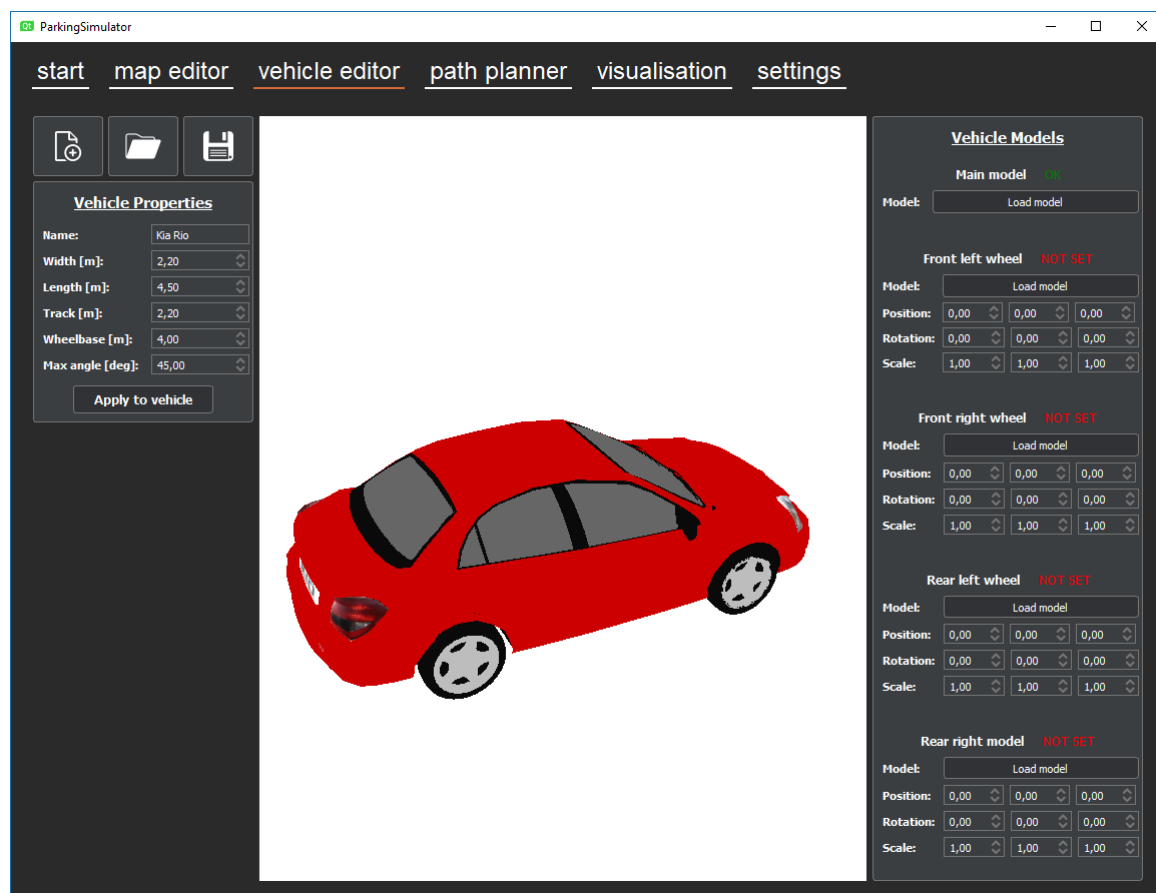 ParkingSimulator
start map editor vehicle editor path planner visualisation settings
Vehicle Properties
Name: Kia Rio
Width [m]: 2,20
Length [m]: 4,50
Track [m]: 2,20
Wheelbase [m]: 4,00
Max angle [deg]: 45,00
Apply to vehicle
Vehicle Models
Main model OK
Model: Load model
Front left wheel NOT SET
Model: Load model
Position: 0,00 0,00 0,00
Rotation: 0,00 0,00 0,00
Scale: 1,00 1,00 1,00
Front right wheel NOT SET
Model: Load model
Position: 0,00 0,00 0,00
Rotation: 0,00 0,00 0,00
Scale: 1,00 1,00 1,00
Rear left wheel NOT SET
Model: Load model
Position: 0,00 0,00 0,00
Rotation: 0,00 0,00 0,00
Scale: 1,00 1,00 1,00
Rear right model NOT SET
Model: Load model
Position: 0,00 0,00 0,00
Rotation: 0,00 0,00 0,00
Scale: 1,00 1,00 1,00